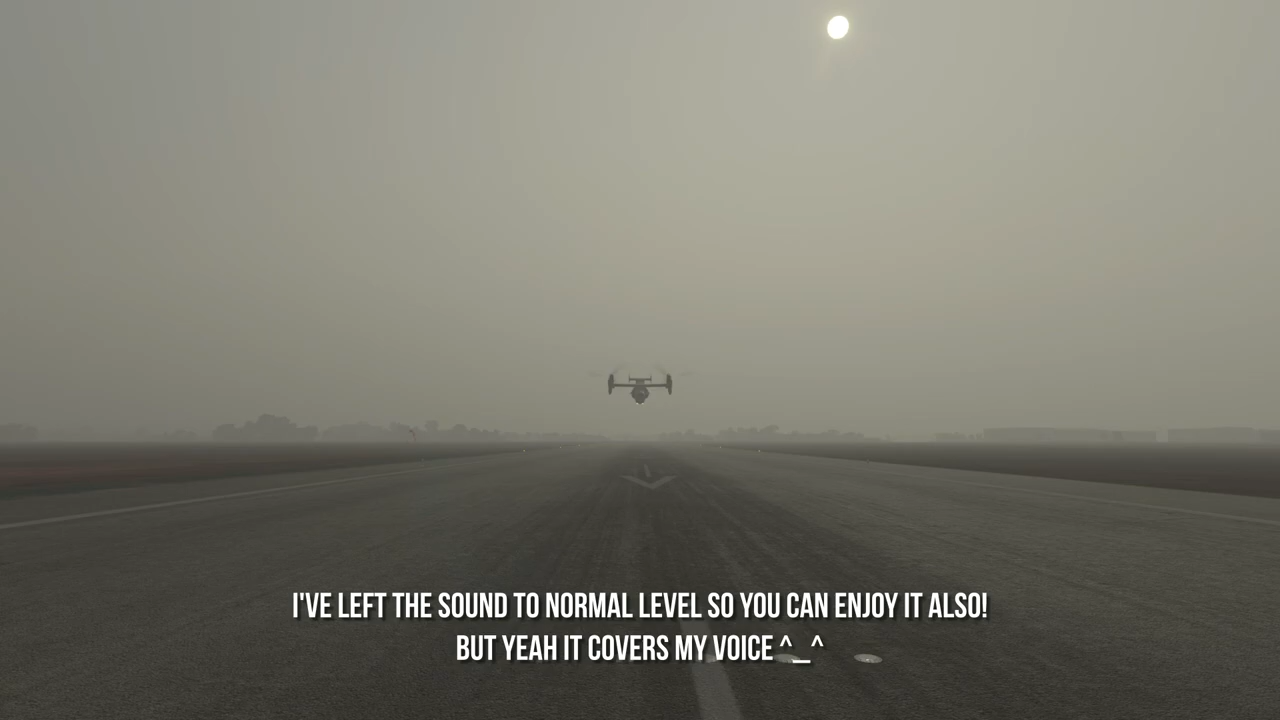 I'VE LEFT THE SOUND TO NORMAL LEVEL SO YOU CAN ENJOY IT ALSO!
BUT YEAH IT COVERS MY VOICE ^_^